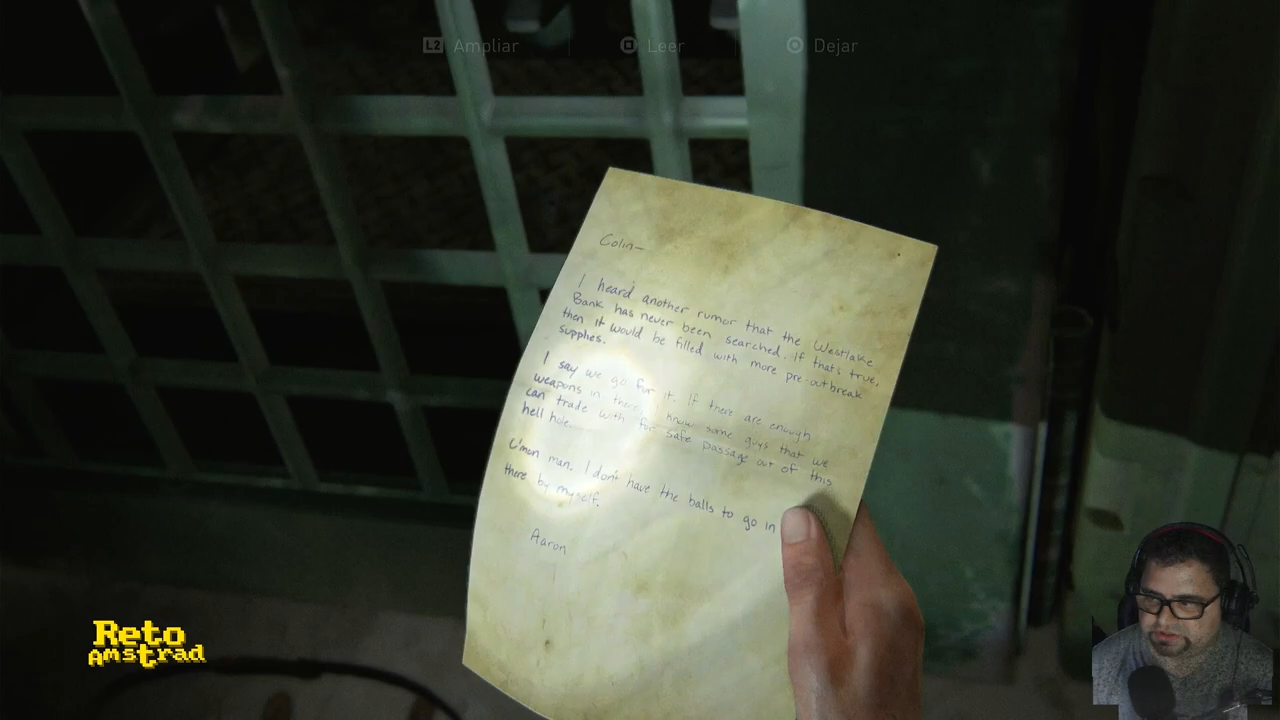 L2 Ampliar
Leer
Dejar
Colin—
I heard another rumor that the Westlake
Bank has never been searched. If thats true,
then it would be filled with more pre-outbreak
supplies.
I say we go for it. If there are enough
weapons in there, I know some guys that we
can trade with for safe passage out of this
hell hole.
C'mon man. I don't have the balls to go in
there by myself.
Aaron
Reto
Amstrad